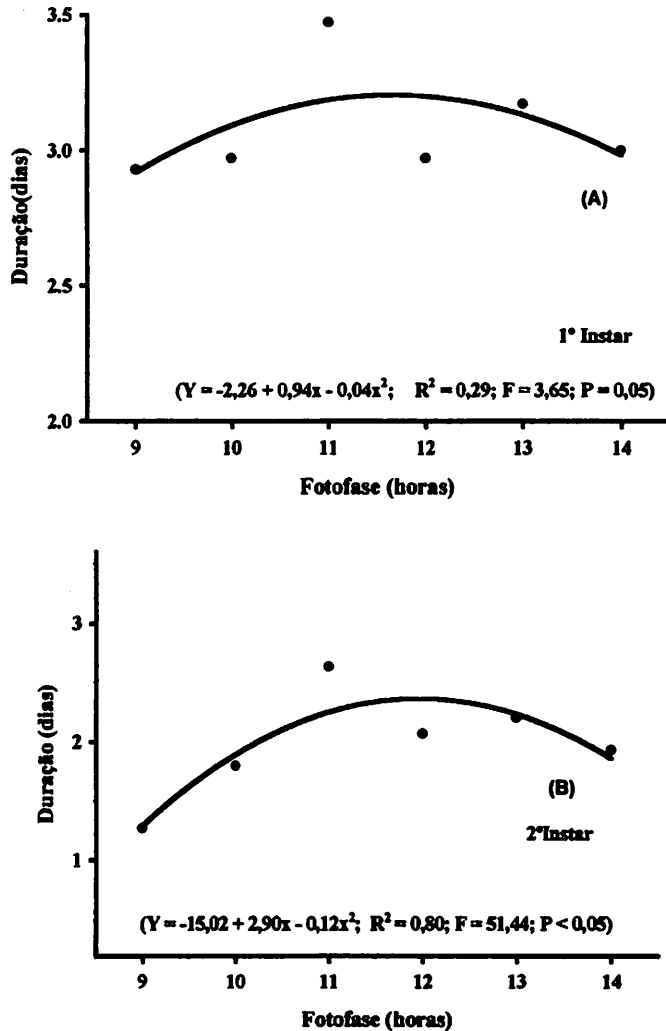 3.5
3.0
2.5
2.0
Duração(dias)
(A)
1º Instar
(Y = -2,26 + 0,94x - 0,04x²; R² = 0,29; F = 3,65; P = 0,05)
9 10 11 12 13 14
Fotofase (horas)
3
2
1
Duração (dias)
(B)
2ºInstar
(Y = -15,02 + 2,90x - 0,12x²; R² = 0,80; F = 51,44; P < 0,05)
9 10 11 12 13 14
Fotofase (horas)